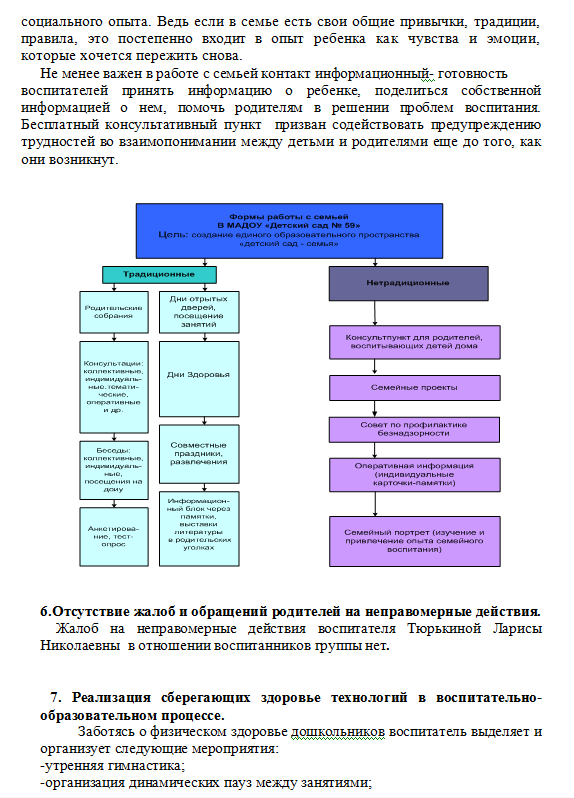 социального опыта. Ведь если в семье есть свои общие привычки, традиции,
правила, это постепенно входит в опыт ребенка как чувства и эмоции,
которые хочется пережить снова.
Не менее важен в работе с семьей контакт информационный- готовность
воспитателей принять информацию о ребенке, поделиться собственной
информацией о нем, помочь родителям в решении проблем воспитания.
Бесплатный консультативный пункт призван содействовать предупреждению
трудностей во взаимопонимании между детьми и родителями еще до того, как
они возникнут.
Формы работы с семьей
В МАДОУ «Детский сад № 59»
Цель: создание единого образовательного пространства
«детский сад - семья»
Традиционные
Родительские
собрания
Консультации:
коллективные,
индивидуаль-
ные,темати-
ческие,
оперативные
и др.
Беседы:
коллективные,
индивидуаль-
ные,
посещения на
дому
Анкетирова-
ние, тест-
опрос
Дни отрытых
дверей,
посещение
занятий
Дни Здоровья
Совместные
праздники,
развлечения
Информацион-
ный блок через
памятки,
выставки
литературы
в родительских
уголках
Нетрадиционные
Консультпункт для родителей,
воспитывающих детей дома
Семейные проекты
Совет по профилактике
безнадзорности
Оперативная информация
(индивидуальные
карточки-памятки)
Семейный портрет (изучение и
привлечение опыта семейного
воспитания)
6.Отсутствие жалоб и обращений родителей на неправомерные действия.
Жалоб на неправомерные действия воспитателя Тюрькиной Ларисы
Николаевны в отношении воспитанников группы нет.
7. Реализация сберегающих здоровье технологий в воспитательно-
образовательном процессе.
Заботясь о физическом здоровье дошкольников воспитатель выделяет и
организует следующие мероприятия:
-утренняя гимнастика;
-организация динамических пауз между занятиями;